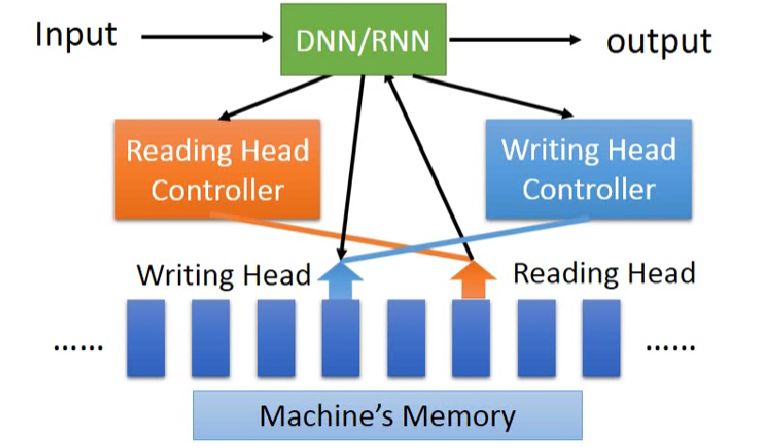 Input
DNN/RNN
output
Reading Head
Controller
Writing Head
Controller
Writing Head
Reading Head
……
……
Machine's Memory